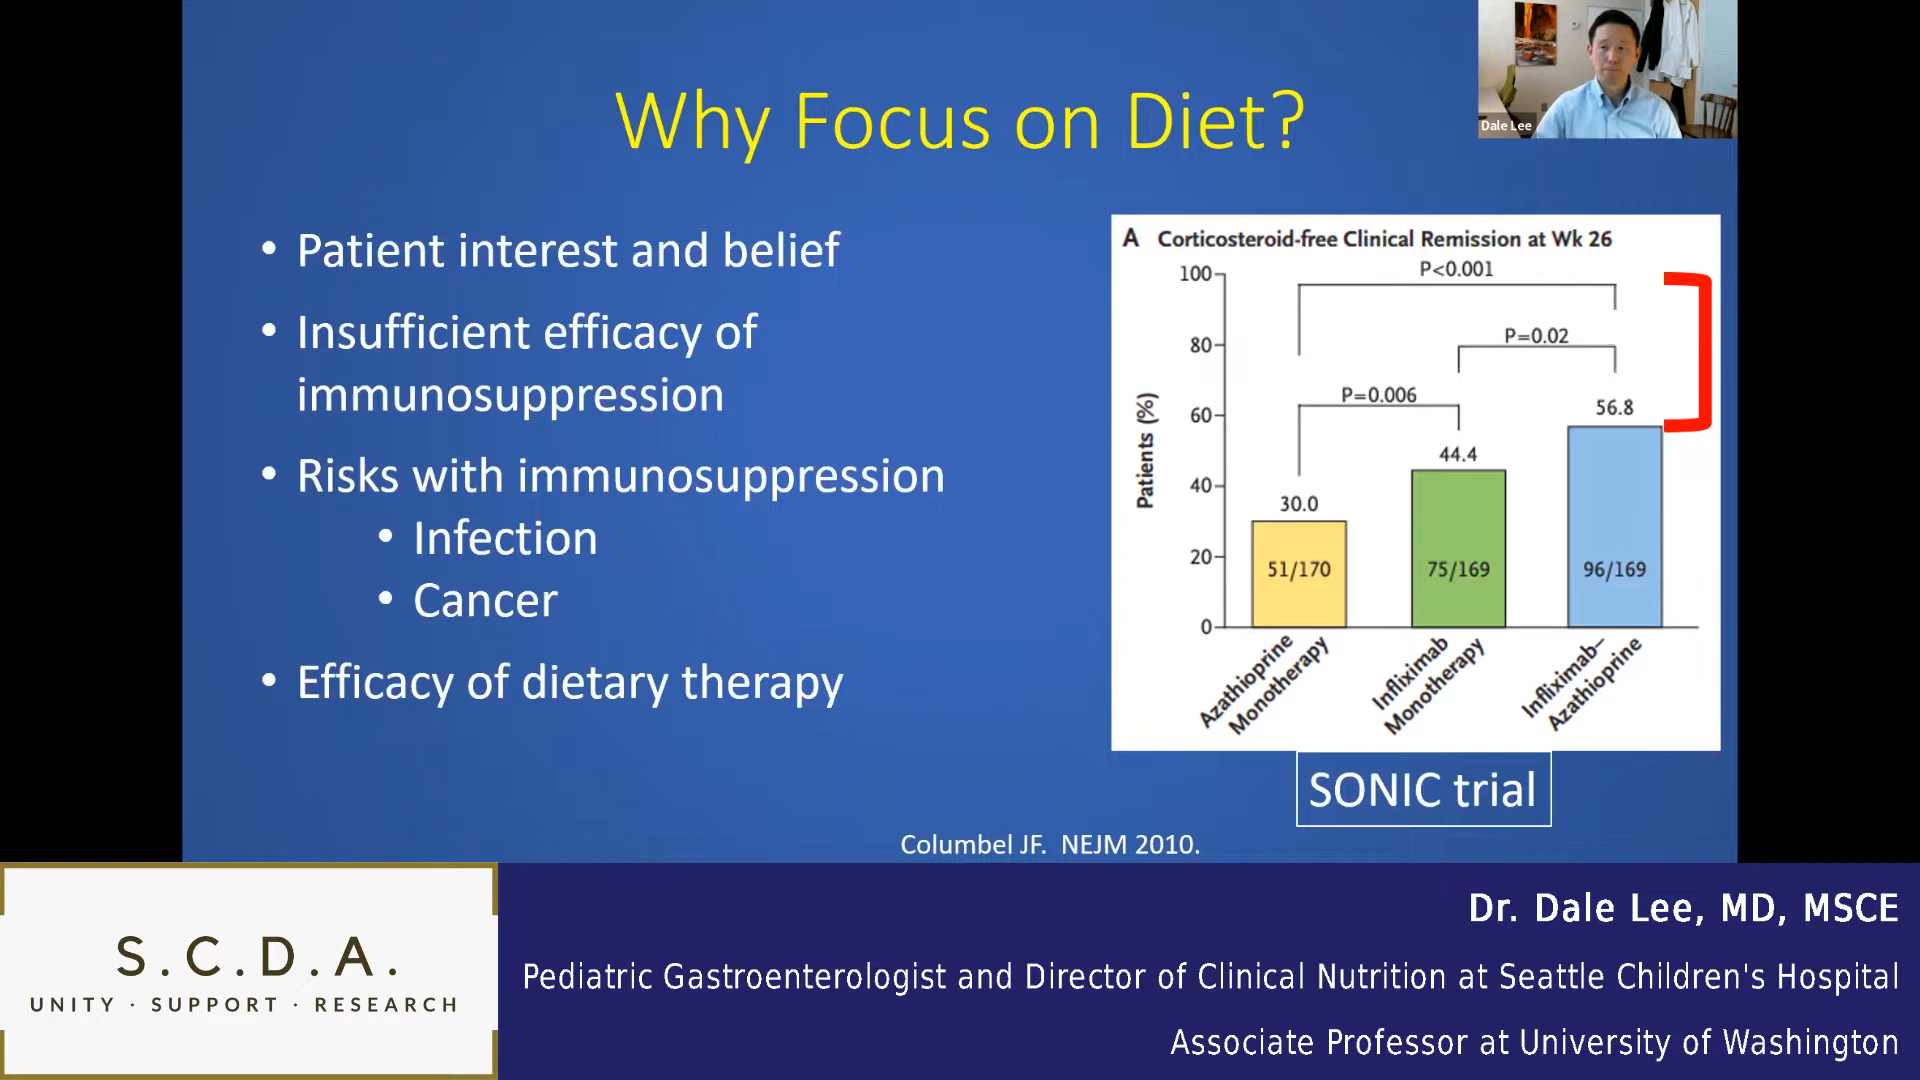 Why Focus on Diet?
Dale Lee
• Patient interest and belief
• Insufficient efficacy of
immunosuppression
• Risks with immunosuppression
• Infection
• Cancer
• Efficacy of dietary therapy
A Corticosteroid-free Clinical Remission at Wk 26
P<0.001
P=0.02
P=0.006
Patients (%)
100
80
60
40
20
0
30.0
44.4
56.8
51/170
75/169
96/169
Azathioprine
Monotherapy
Infliximab
Monotherapy
Infliximab–
Azathioprine
SONIC trial
Columbel JF. NEJM 2010.
S.C.D.A.
UNITY · SUPPORT · RESEARCH
Dr. Dale Lee, MD, MSCE
Pediatric Gastroenterologist and Director of Clinical Nutrition at Seattle Children's Hospital
Associate Professor at University of Washington